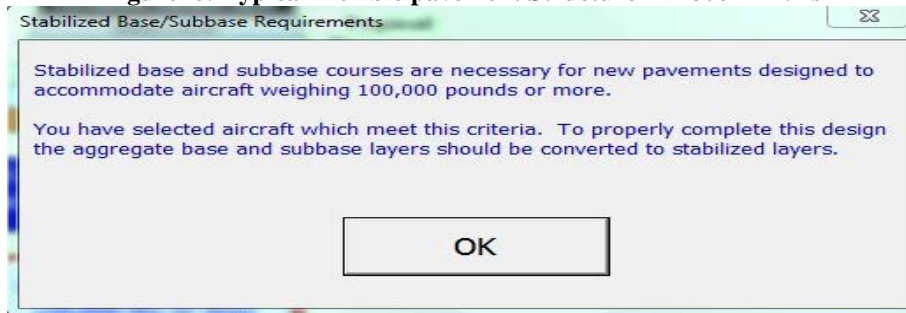 Stabilized Base/Subbase Requirements
Stabilized base and subbase courses are necessary for new pavements designed to
accommodate aircraft weighing 100,000 pounds or more.
You have selected aircraft which meet this criteria.  To properly complete this design
the aggregate base and subbase layers should be converted to stabilized layers.
OK